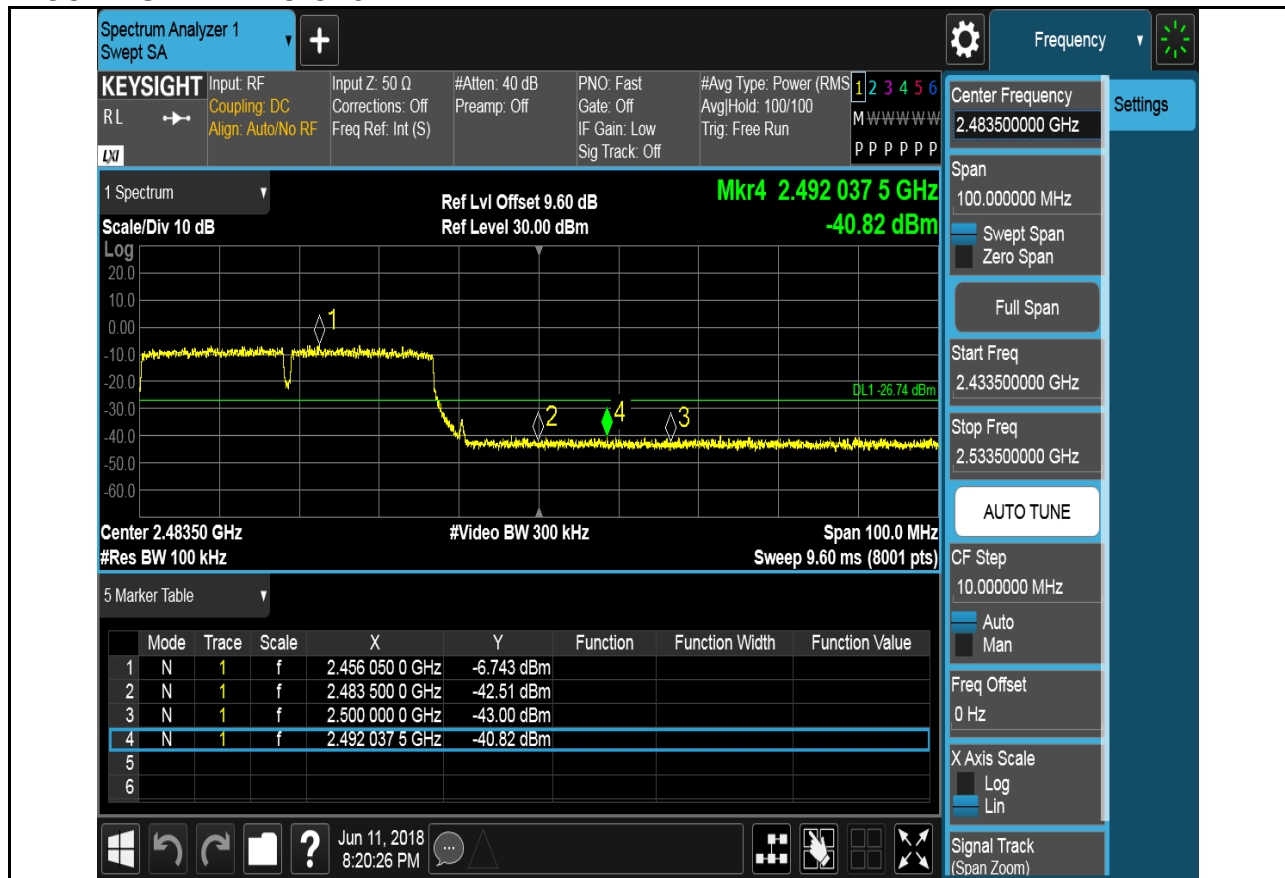 Spectrum Analyzer 1
Swept SA
+
Frequency
KEYSIGHT
RL
LXI
Input: RF
Coupling: DC
Align: Auto/No RF
Input Z: 50 Ω
Corrections: Off
Freq Ref: Int (S)
#Atten: 40 dB
Preamp: Off
PNO: Fast
Gate: Off
IF Gain: Low
Sig Track: Off
#Avg Type: Power (RMS
Avg|Hold: 100/100
Trig: Free Run
1 2 3 4 5 6
M W W W W W
P P P P P P
1 Spectrum
Scale/Div 10 dB
Ref Lvl Offset 9.60 dB
Ref Level 30.00 dBm
Mkr4 2.492 037 5 GHz
-40.82 dBm
Log
20.0
10.0
0.00
-10.0
-20.0
-30.0
-40.0
-50.0
-60.0
1
2
4
3
DL1 -26.74 dBm
Center 2.48350 GHz
#Video BW 300 kHz
Span 100.0 MHz
#Res BW 100 kHz
Sweep 9.60 ms (8001 pts)
5 Marker Table
Mode Trace Scale X Y Function Function Width Function Value
1 N 1 f 2.456 050 0 GHz -6.743 dBm
2 N 1 f 2.483 500 0 GHz -42.51 dBm
3 N 1 f 2.500 000 0 GHz -43.00 dBm
4 N 1 f 2.492 037 5 GHz -40.82 dBm
5
6
?
Jun 11, 2018
8:20:26 PM
Center Frequency
2.483500000 GHz
Settings
Span
100.000000 MHz
Swept Span
Zero Span
Full Span
Start Freq
2.433500000 GHz
Stop Freq
2.533500000 GHz
AUTO TUNE
CF Step
10.000000 MHz
Auto
Man
Freq Offset
0 Hz
X Axis Scale
Log
Lin
Signal Track
(Span Zoom)